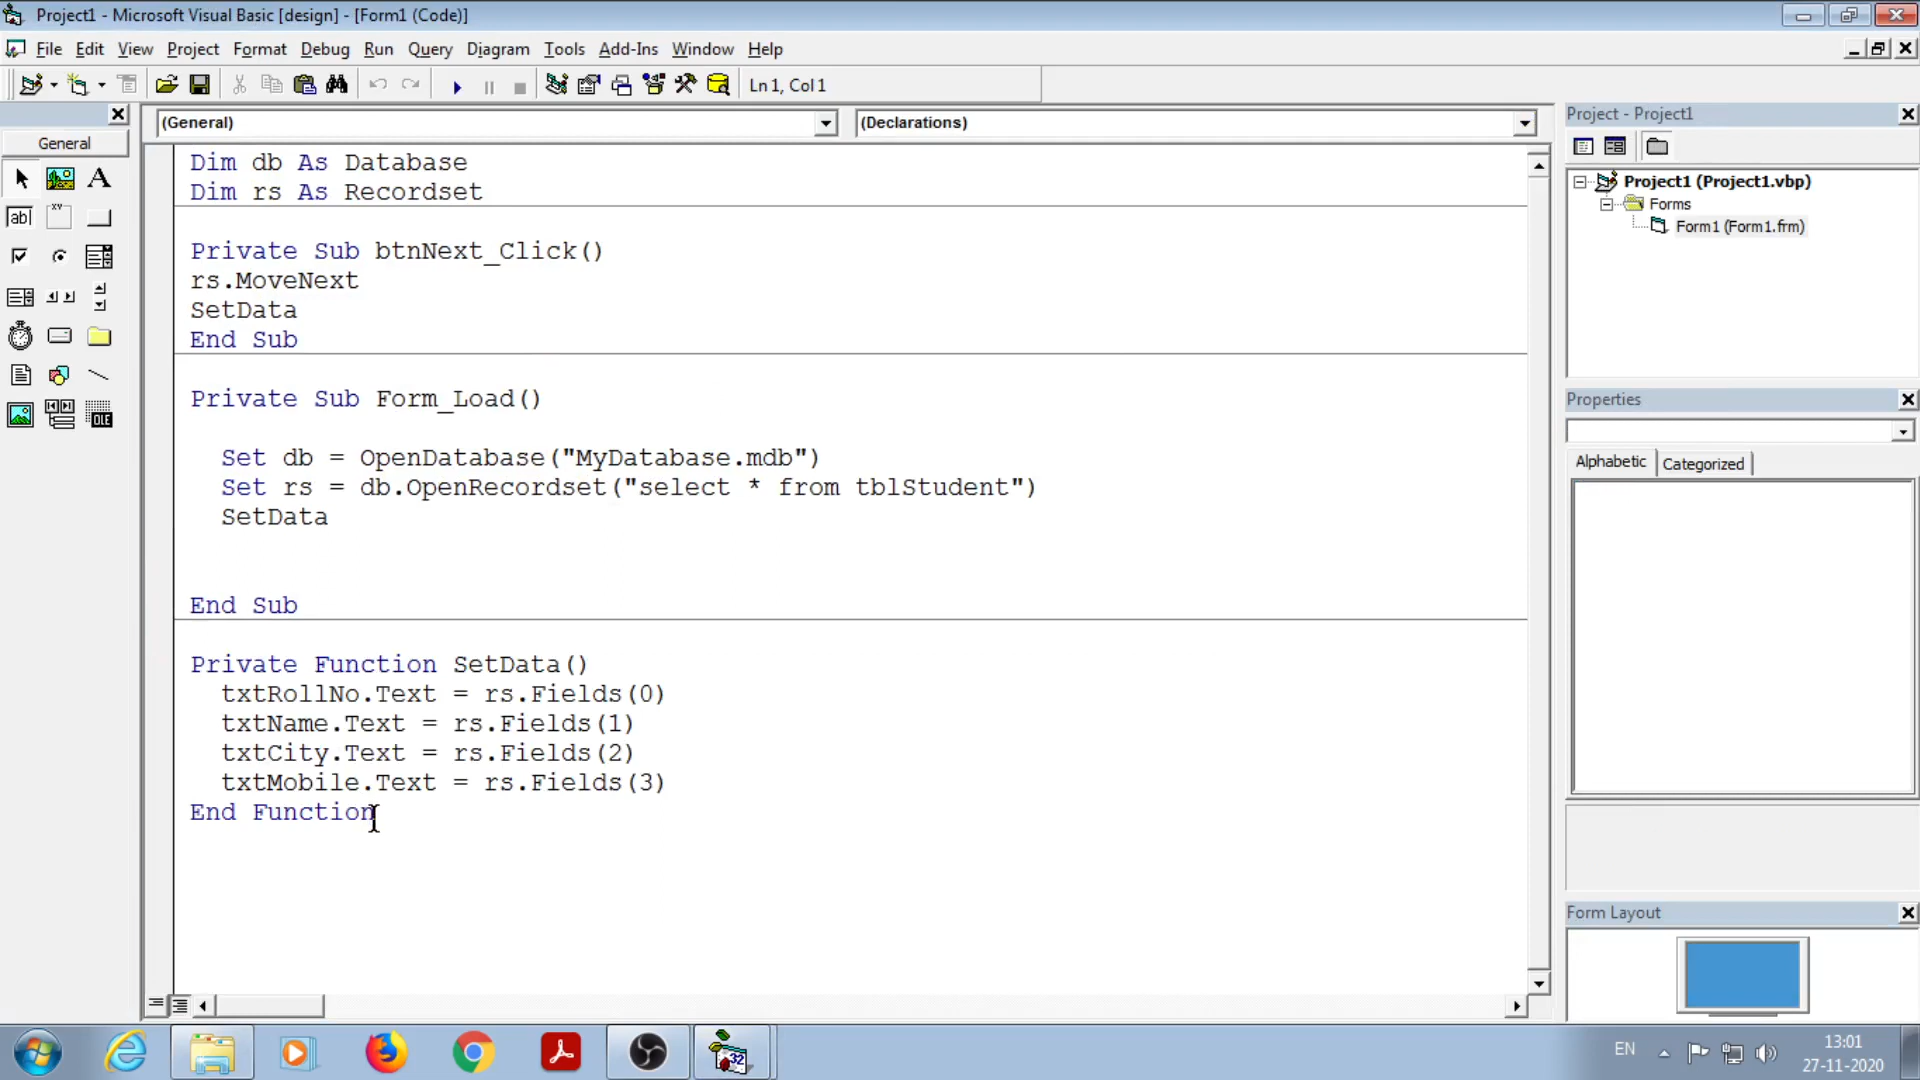 Project1 - Microsoft Visual Basic [design] - [Form1 (Code)]
File Edit View Project Format Debug Run Query Diagram Tools Add-Ins Window Help
Ln 1, Col 1
General
(General)
(Declarations)
Dim db As Database
Dim rs As Recordset
Private Sub btnNext_Click()
rs.MoveNext
SetData
End Sub
Private Sub Form_Load()
Set db = OpenDatabase("MyDatabase.mdb")
Set rs = db.OpenRecordset("select * from tblStudent")
SetData
End Sub
Private Function SetData()
txtRollNo.Text = rs.Fields(0)
txtName.Text = rs.Fields(1)
txtCity.Text = rs.Fields(2)
txtMobile.Text = rs.Fields(3)
End Function
Project - Project1
Project1 (Project1.vbp)
Forms
Form1 (Form1.frm)
Properties
Alphabetic Categorized
Form Layout
EN
13:01
27-11-2020